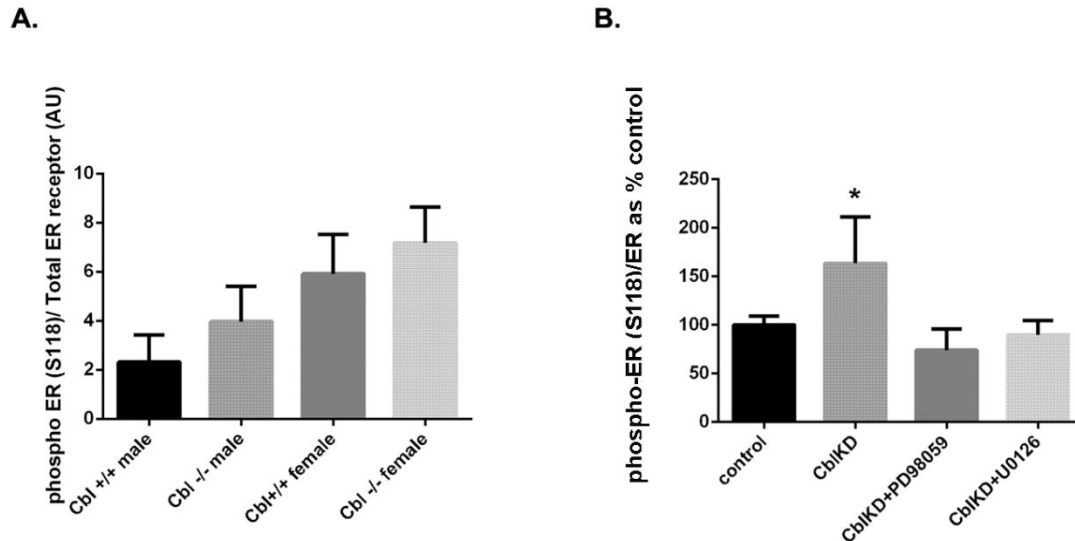 A.
phospho ER (S118)/ Total ER receptor (AU)
10
8
6
4
2
0
Cbl +/+ male
Cbl -/- male
Cbl+/+ female
Cbl -/- female
B.
phospho-ER (S118)/ER as % control
250
200
150
100
50
0
*
control
CblKD
CblKD+PD98059
CblKD+U0126